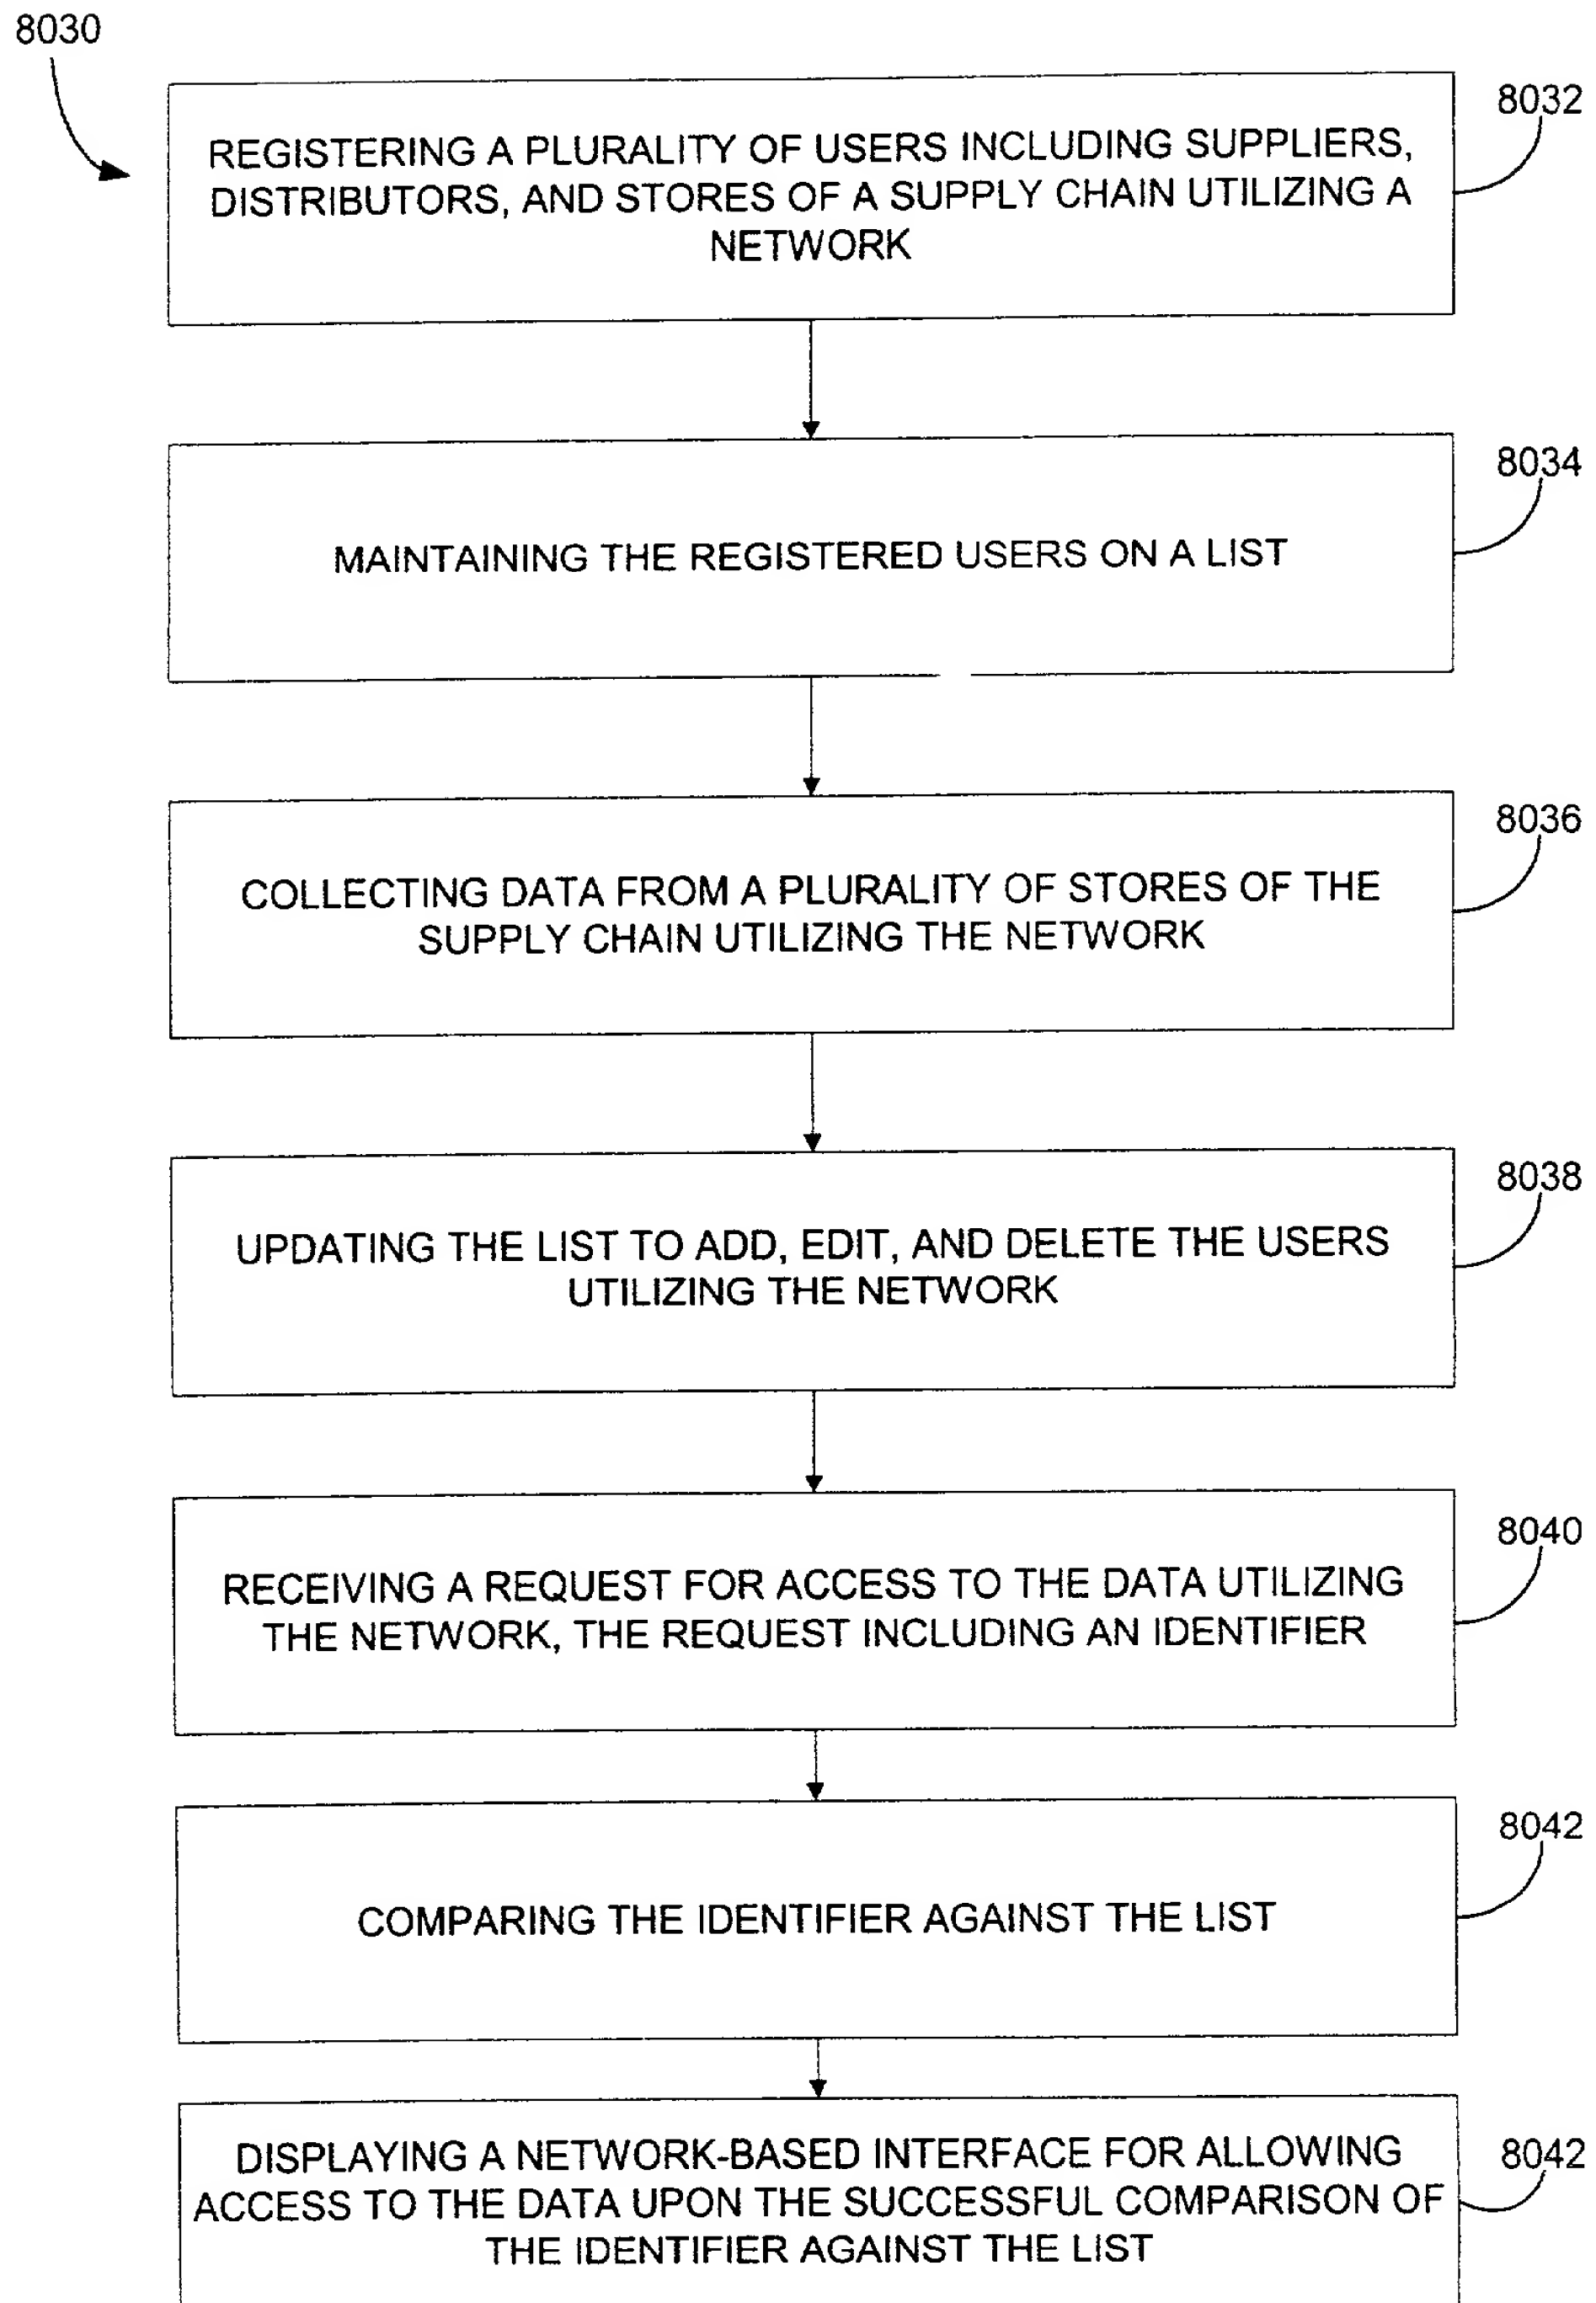 8030
8032
REGISTERING A PLURALITY OF USERS INCLUDING SUPPLIERS,
DISTRIBUTORS, AND STORES OF A SUPPLY CHAIN UTILIZING A
NETWORK
8034
MAINTAINING THE REGISTERED USERS ON A LIST
8036
COLLECTING DATA FROM A PLURALITY OF STORES OF THE
SUPPLY CHAIN UTILIZING THE NETWORK
8038
UPDATING THE LIST TO ADD, EDIT, AND DELETE THE USERS
UTILIZING THE NETWORK
8040
RECEIVING A REQUEST FOR ACCESS TO THE DATA UTILIZING
THE NETWORK, THE REQUEST INCLUDING AN IDENTIFIER
8042
COMPARING THE IDENTIFIER AGAINST THE LIST
8042
DISPLAYING A NETWORK-BASED INTERFACE FOR ALLOWING
ACCESS TO THE DATA UPON THE SUCCESSFUL COMPARISON OF
THE IDENTIFIER AGAINST THE LIST